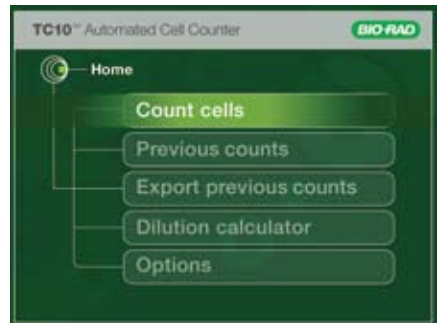 TC10™ Automated Cell Counter BIO-RAD
Home
Count cells
Previous counts
Export previous counts
Dilution calculator
Options